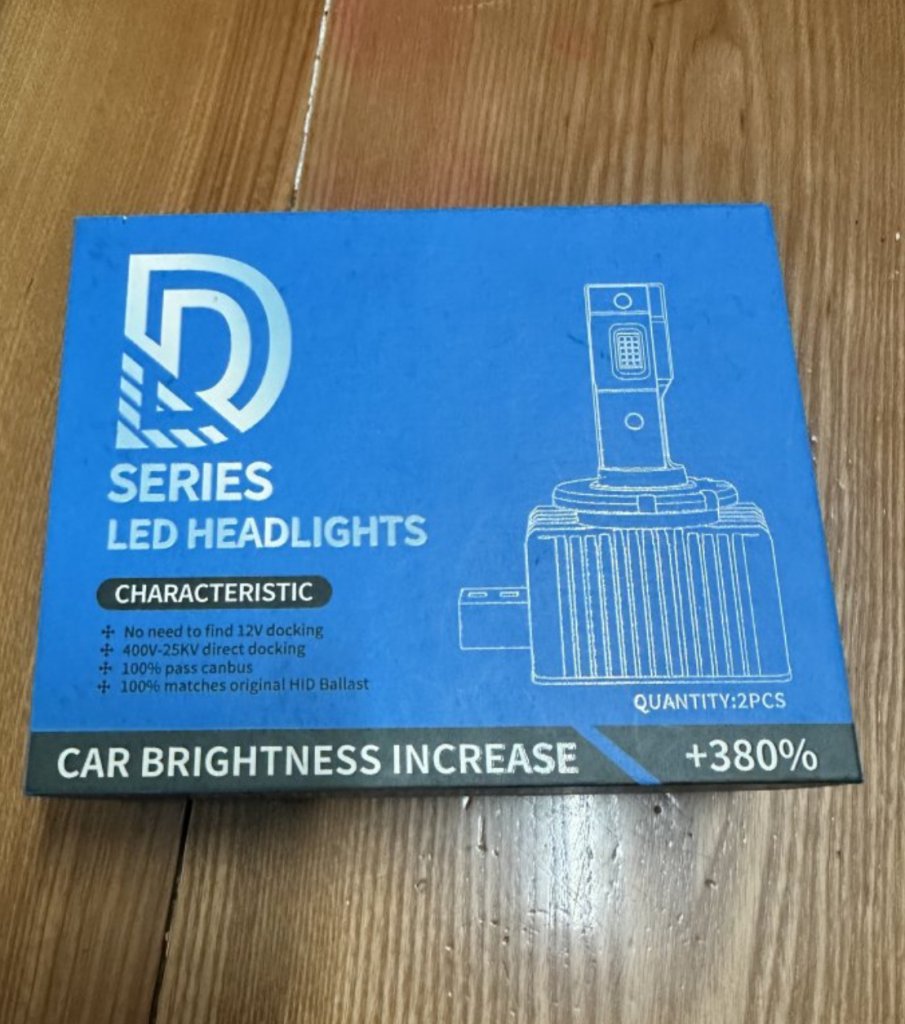 D
SERIES
LED HEADLIGHTS
CHARACTERISTIC
No need to find 12V docking
400V-25KV direct docking
100% pass canbus
100% matches original HID Ballast
QUANTITY:2PCS
CAR BRIGHTNESS INCREASE +380%